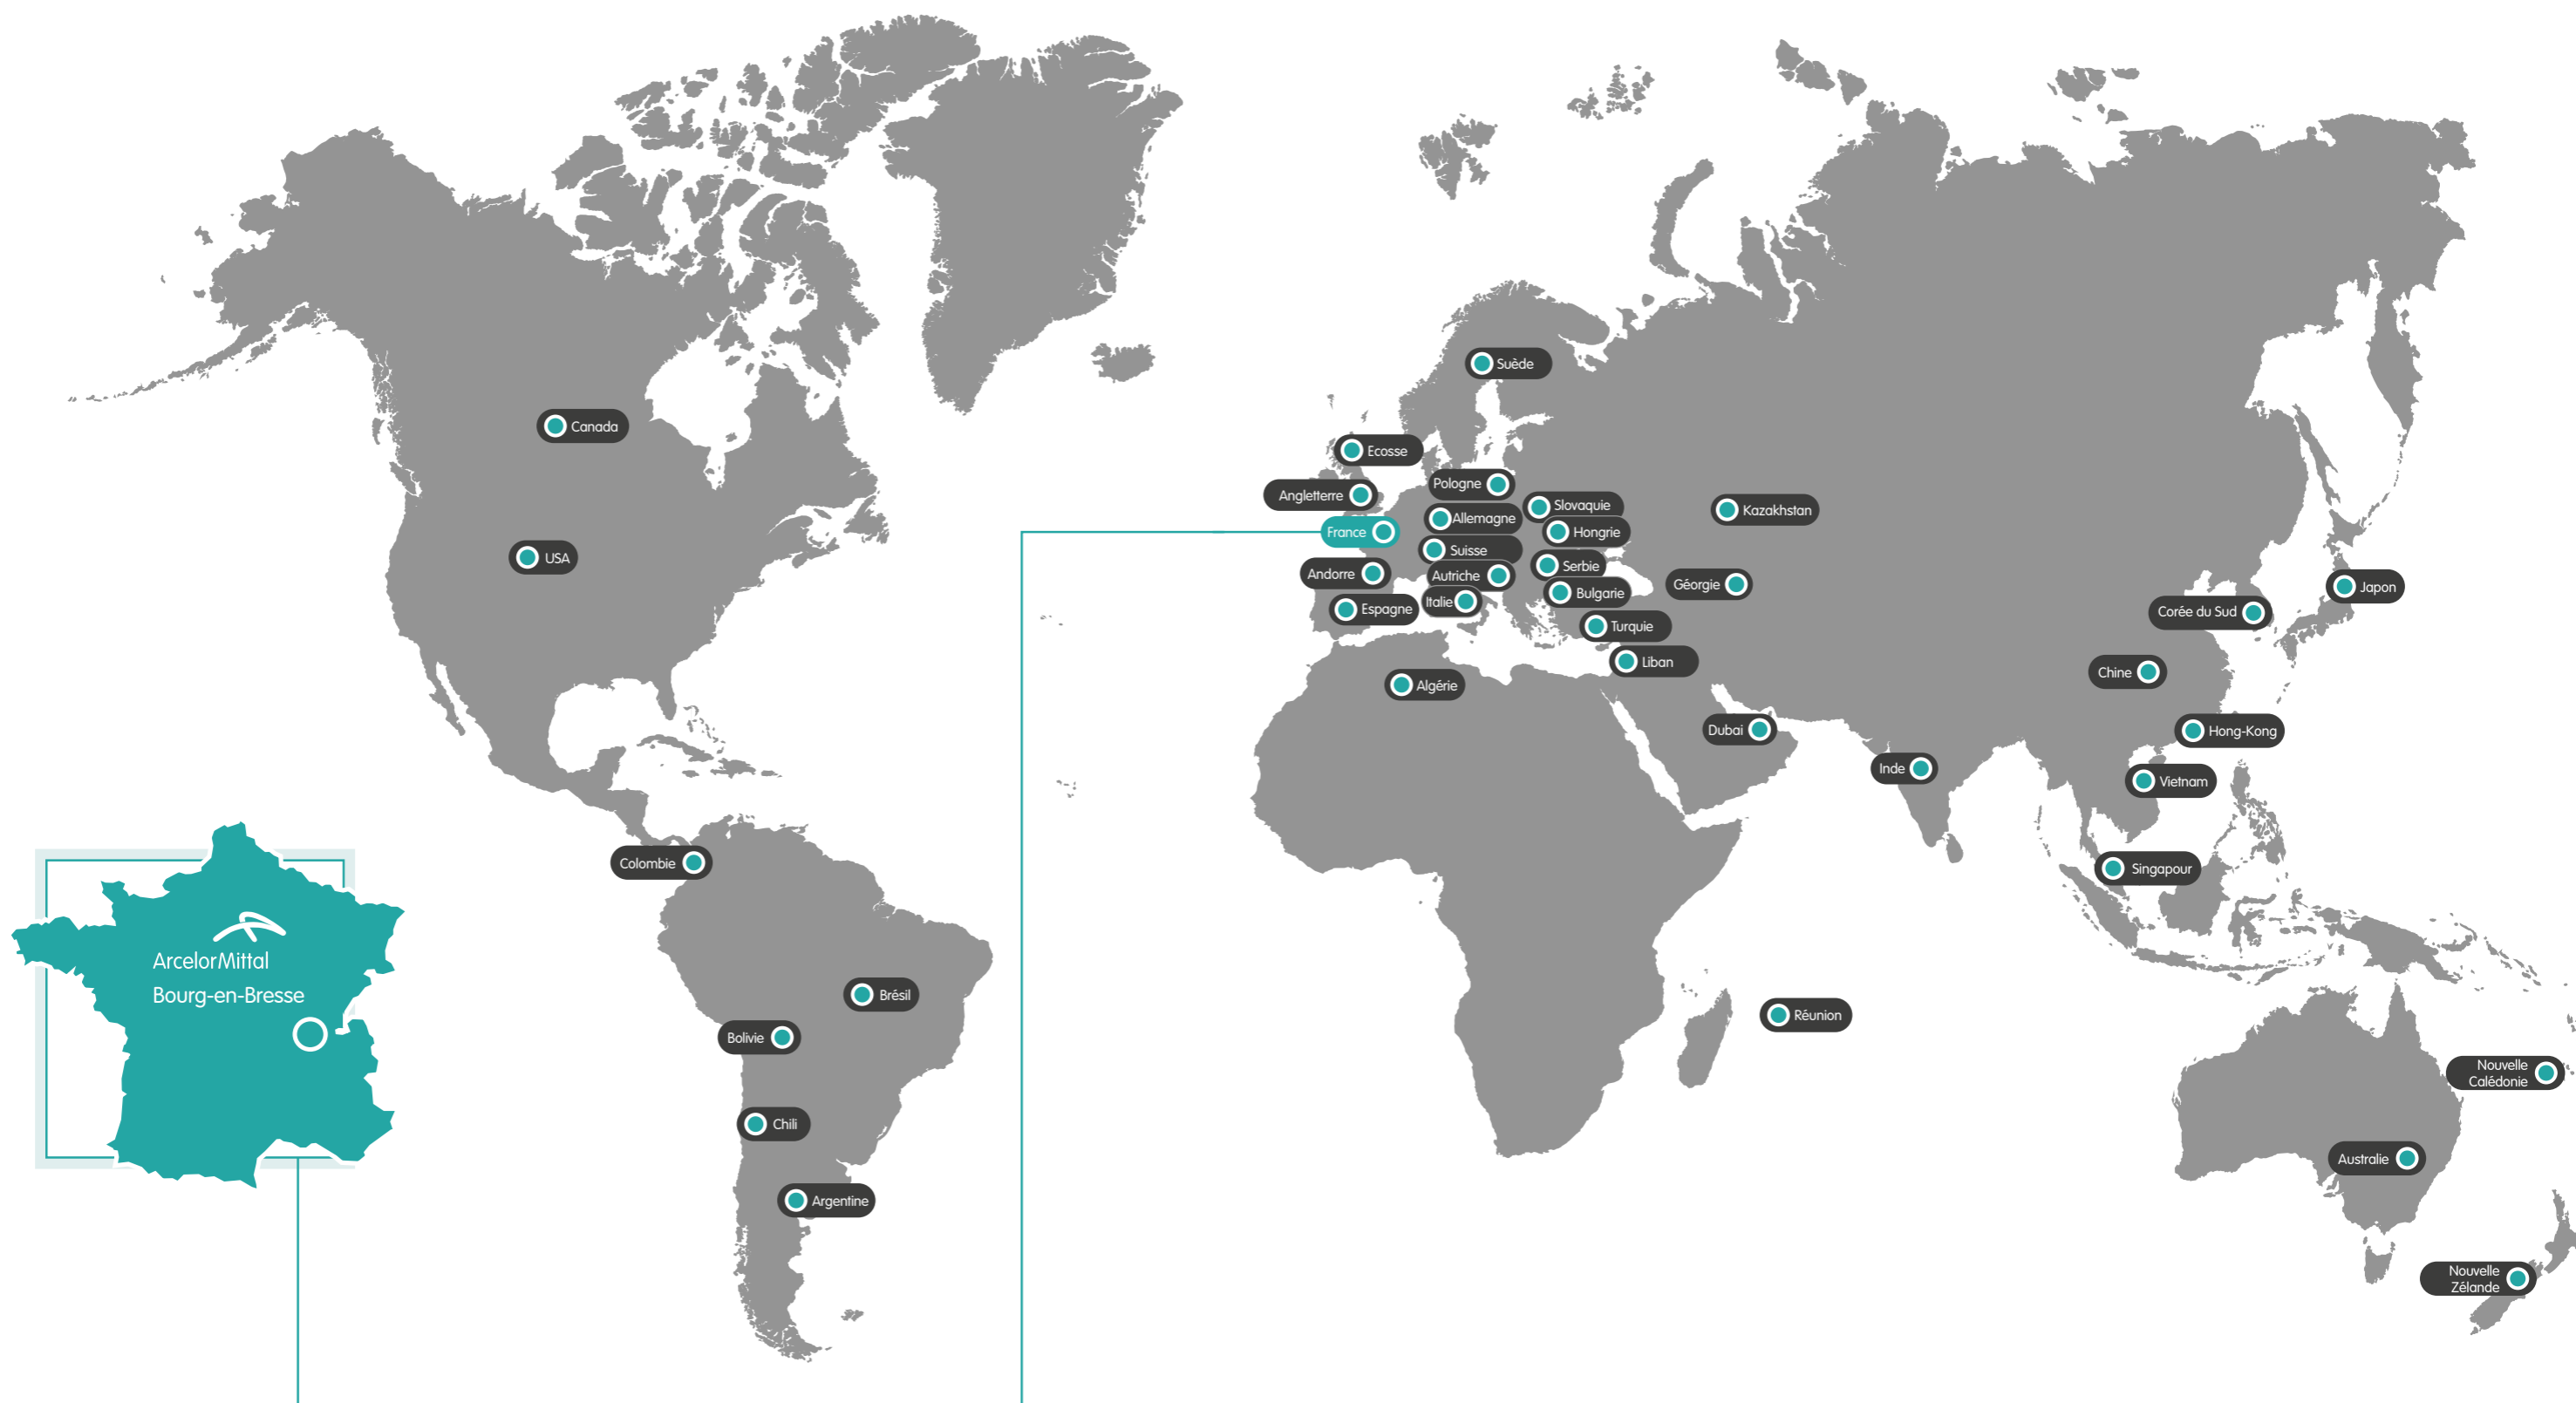 Suède
Canada
Ecosse
Pologne
Angletterre
Slovaquie
Kazakhstan
Allemagne
France
Hongrie
USA
Suisse
Serbie
Andorre
Autriche
Géorgie
Japon
Bulgarie
Italie
Espagne
Corée du Sud
Turquie
Liban
Chine
Algérie
Dubai
Hong-Kong
Inde
Vietnam
Colombie
Singapour
ArcelorMittal
Bourg-en-Bresse
Brésil
Réunion
Bolivie
Nouvelle
Calédonie
Chili
Australie
Argentine
Nouvelle
Zélande